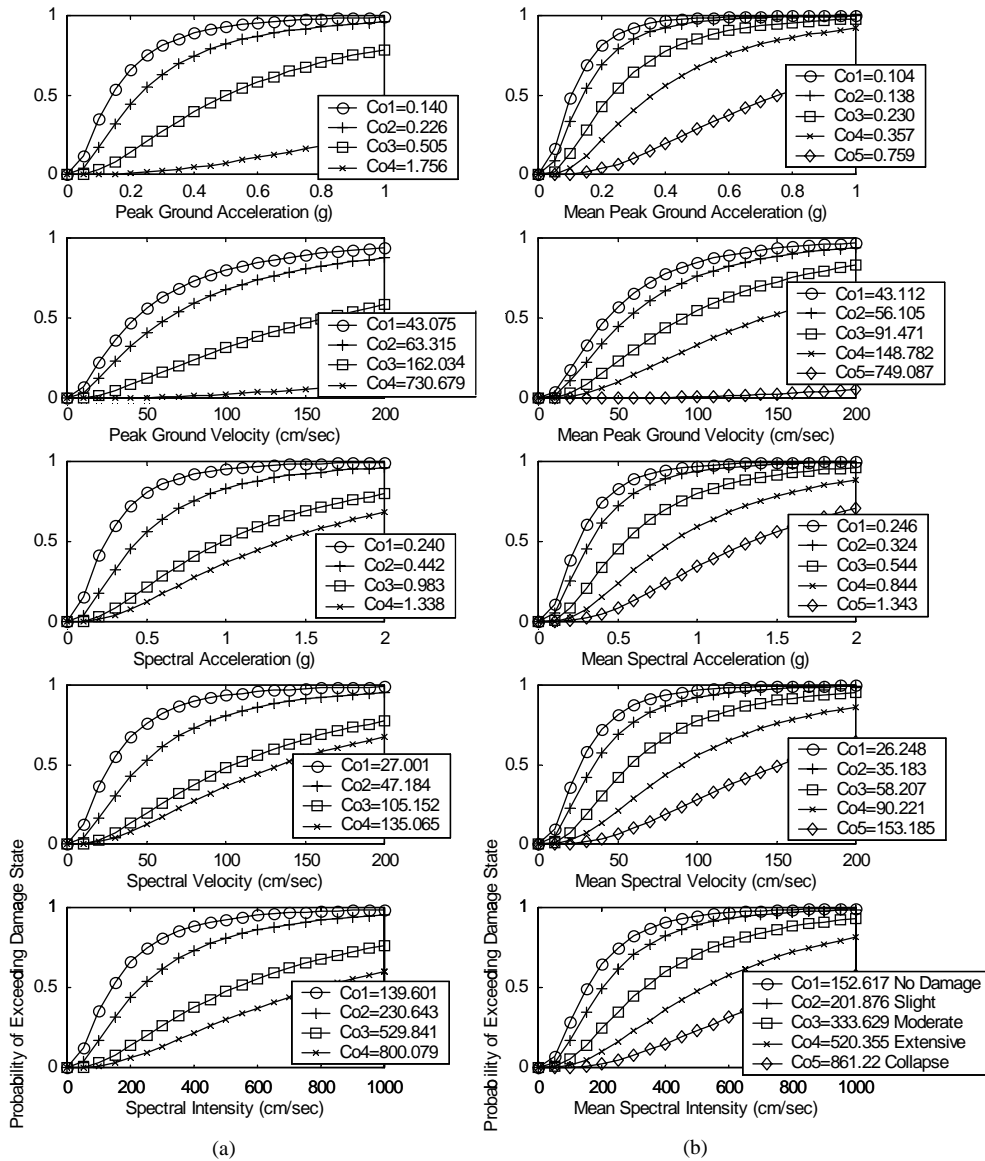 1
0.5
0
0 0.2 0.4 0.6 0.8 1
Peak Ground Acceleration (g)
Co1=0.140
Co2=0.226
Co3=0.505
Co4=1.756
1
0.5
0
0 0.2 0.4 0.6 0.8 1
Mean Peak Ground Acceleration (g)
Co1=0.104
Co2=0.138
Co3=0.230
Co4=0.357
Co5=0.759
1
0.5
0
0 50 100 150 200
Peak Ground Velocity (cm/sec)
Co1=43.075
Co2=63.315
Co3=162.034
Co4=730.679
1
0.5
0
0 50 100 150 200
Mean Peak Ground Velocity (cm/sec)
Co1=43.112
Co2=56.105
Co3=91.471
Co4=148.782
Co5=749.087
1
0.5
0
0 0.5 1 1.5 2
Spectral Acceleration (g)
Co1=0.240
Co2=0.442
Co3=0.983
Co4=1.338
1
0.5
0
0 0.5 1 1.5 2
Mean Spectral Acceleration (g)
Co1=0.246
Co2=0.324
Co3=0.544
Co4=0.844
Co5=1.343
1
0.5
0
0 50 100 150 200
Spectral Velocity (cm/sec)
Co1=27.001
Co2=47.184
Co3=105.152
Co4=135.065
1
0.5
0
0 50 100 150 200
Mean Spectral Velocity (cm/sec)
Co1=26.248
Co2=35.183
Co3=58.207
Co4=90.221
Co5=153.185
Probability of Exceeding Damage State
1
0.5
0
0 200 400 600 800 1000
Spectral Intensity (cm/sec)
Co1=139.601
Co2=230.643
Co3=529.841
Co4=800.079
(a)
Probability of Exceeding Damage State
1
0.5
0
0 200 400 600 800 1000
Mean Spectral Intensity (cm/sec)
Co1=152.617 No Damage
Co2=201.876 Slight
Co3=333.629 Moderate
Co4=520.355 Extensive
Co5=861.22 Collapse
(b)